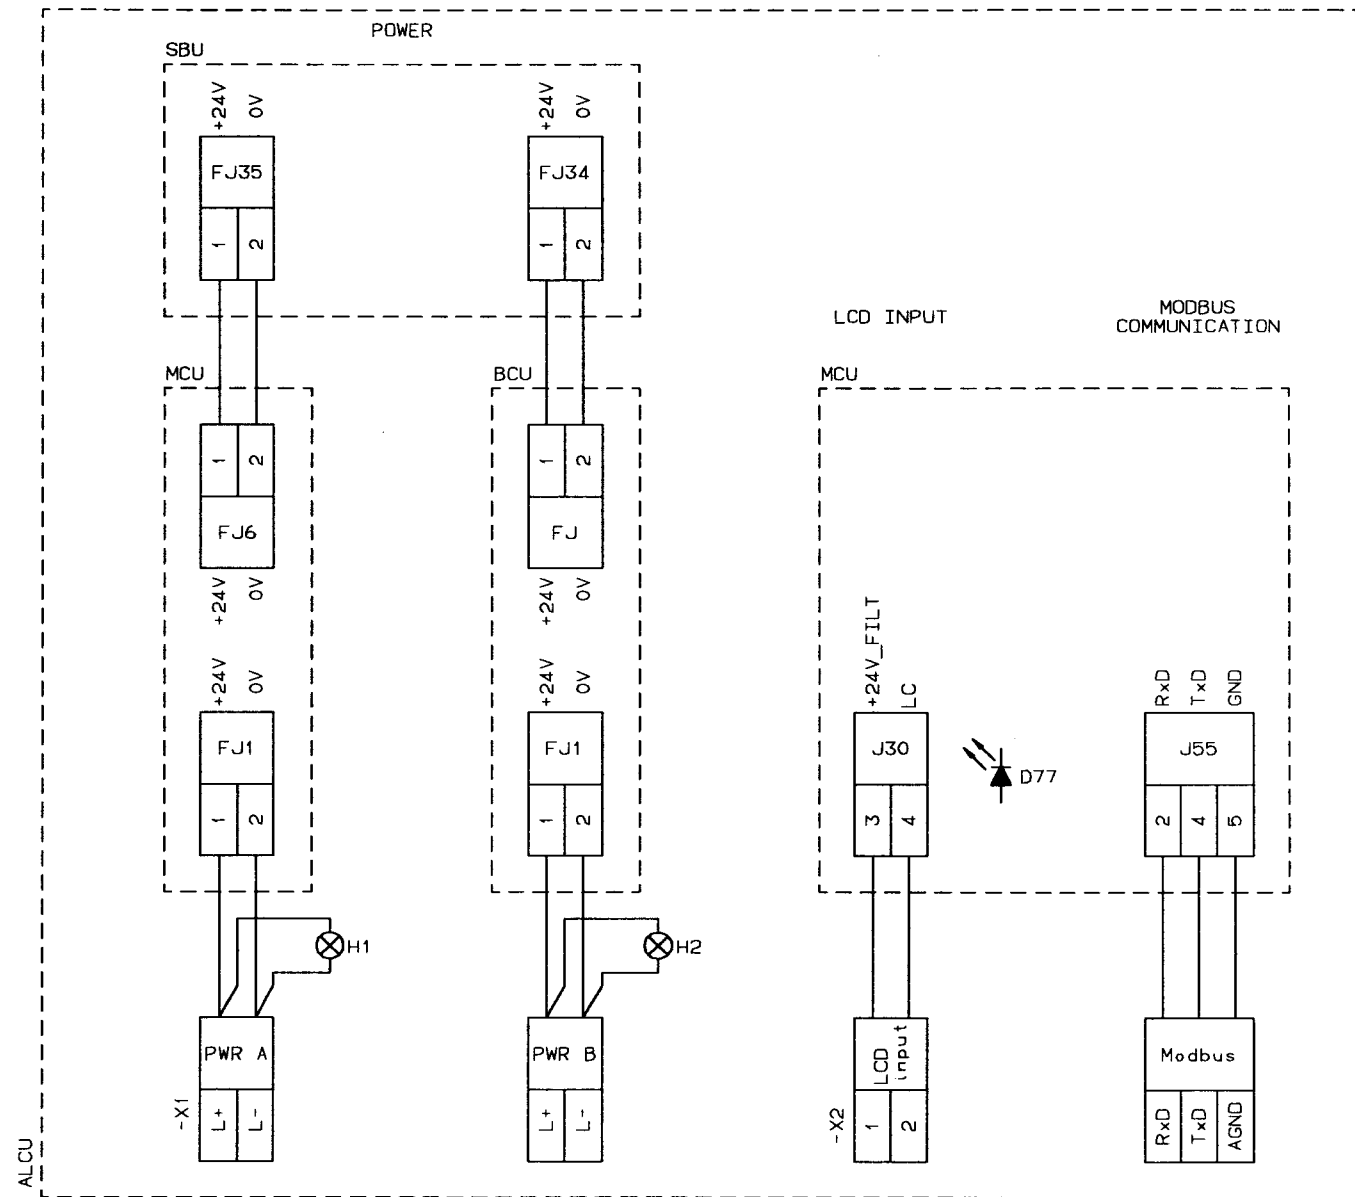 POWER
SBU
+24V 0V
+24V 0V
FJ35
FJ34
1 2
1 2
LCD INPUT
MODBUS
COMMUNICATION
MCU
BCU
MCU
1 2
1 2
FJ6
FJ
+24V 0V
+24V 0V
+24V 0V
+24V 0V
+24V_FILT
LC
RxD
TxD
GND
FJ1
FJ1
J30
D77
J55
1 2
1 2
3 4
2 4 5
H1
H2
PWR A
PWR B
LCD
input
Modbus
-X1
L+ L-
L+ L-
-X2
1 2
RxD
TxD
AGND
ALCU